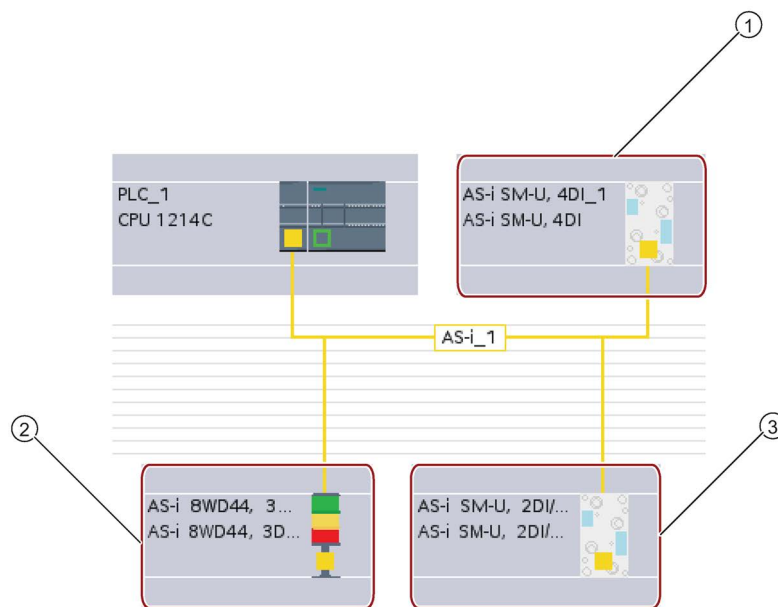 ①
PLC_1
CPU 1214C
AS-i SM-U, 4DI_1
AS-i SM-U, 4DI
AS-i_1
②
③
AS-i 8WD44, 3...
AS-i 8WD44, 3D...
AS-i SM-U, 2DI/...
AS-i SM-U, 2DI/...